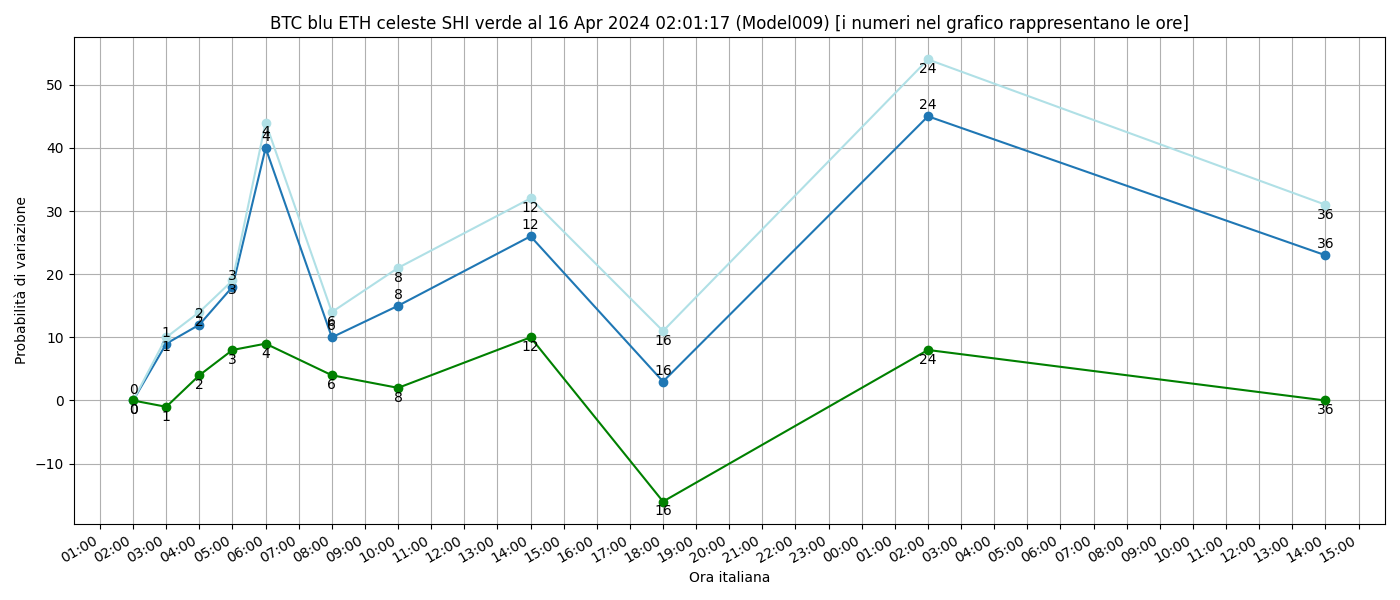 BTC blu ETH celeste SHI verde al 16 Apr 2024 02:01:17 (Model009) [i numeri nel grafico rappresentano le ore]
Probabilità di variazione
50
40
30
20
10
0
−10
0 1 2 3 4 6 8 12 16 24 36
0 1 2 3 4 6 8 12 16 24 36
0 1 2 3 4 6 8 12 16 24 36
01:00 02:00 03:00 04:00 05:00 06:00 07:00 08:00 09:00 10:00 11:00 12:00 13:00 14:00 15:00 16:00 17:00 18:00 19:00 20:00 21:00 22:00 23:00 00:00 01:00 02:00 03:00 04:00 05:00 06:00 07:00 08:00 09:00 10:00 11:00 12:00 13:00 14:00 15:00
Ora italiana